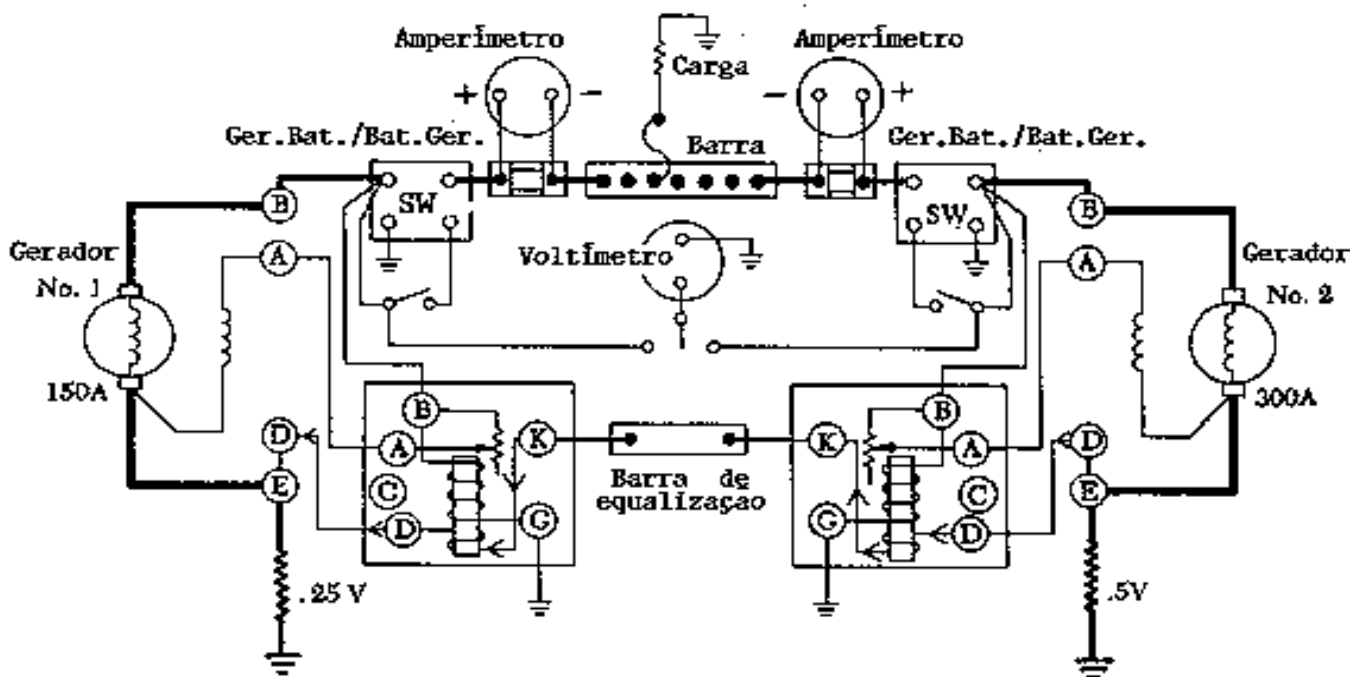 Amperímetro
Amperímetro
Carga
+ -
- +
Ger.Bat./Bat.Ger.
Barra
Ger.Bat./Bat.Ger.
SW
SW
B
B
Gerador
No. 1
A
Voltímetro
A
Gerador
No. 2
150A
300A
B
B
D
A
K
K
A
D
E
C
Barra de
equalizaçao
C
E
D
G
G
D
.25 V
.5V